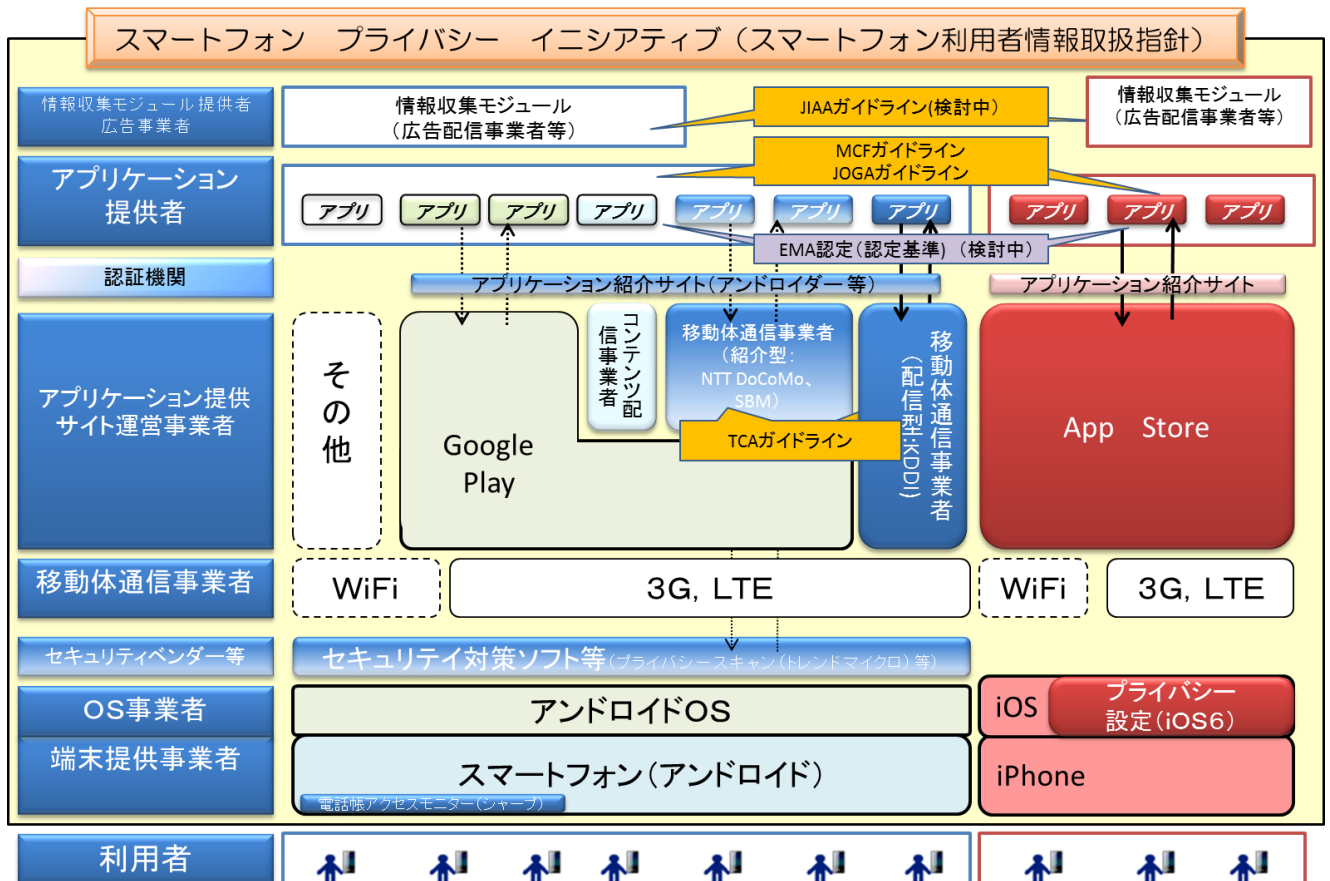 スマートフォン　プライバシー　イニシアティブ（スマートフォン利用者情報取扱指針）
情報収集モジュール提供者
広告事業者
情報収集モジュール
（広告配信事業者等）
JIAAガイドライン(検討中）
情報収集モジュール
（広告配信事業者等）
アプリケーション
提供者
MCFガイドライン
JOGAガイドライン
アプリ
アプリ
アプリ
アプリ
アプリ
アプリ
アプリ
アプリ
アプリ
アプリ
EMA認定（認定基準）（検討中）
認証機関
アプリケーション紹介サイト（アンドロイダー等）
アプリケーション紹介サイト
アプリケーション提供
サイト運営事業者
その他
Google
Play
コンテンツ配
信事業者
移動体通信事業者
（紹介型：
NTT DoCoMo、
SBM）
TCAガイドライン
移動体通信事業者
（配信型：KDDI）
App　Store
移動体通信事業者
WiFi
3G, LTE
WiFi
3G, LTE
セキュリティベンダー等
セキュリテイ対策ソフト等（プライバシースキャン（トレンドマイクロ）等）
OS事業者
アンドロイドOS
iOS
プライバシー
設定（iOS6）
端末提供事業者
スマートフォン（アンドロイド）
電話帳アクセスモニター（シャープ）
iPhone
利用者